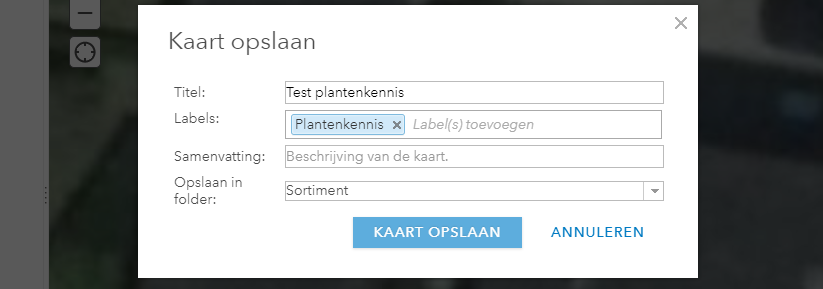 Kaart opslaan
Titel: Test plantenkennis
Labels: Plantenkennis Label(s) toevoegen
Samenvatting: Beschrijving van de kaart.
Opslaan in
folder: Sortiment
KAART OPSLAAN ANNULEREN